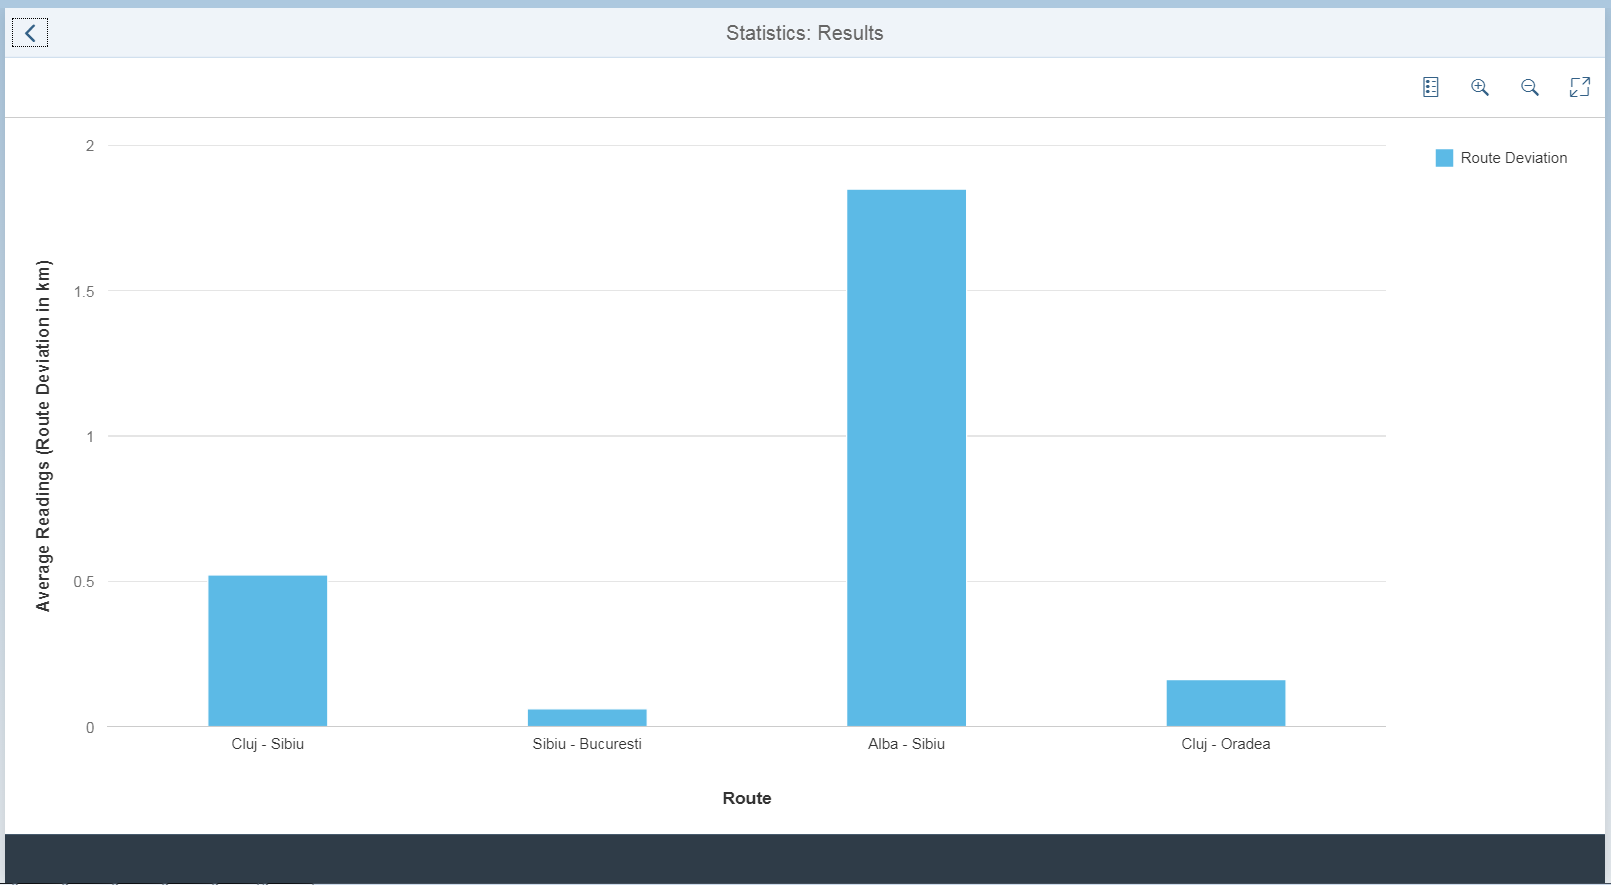 Statistics: Results
2
1.5
1
0.5
0
Average Readings (Route Deviation in km)
Route Deviation
Cluj - Sibiu
Sibiu - Bucuresti
Alba - Sibiu
Cluj - Oradea
Route